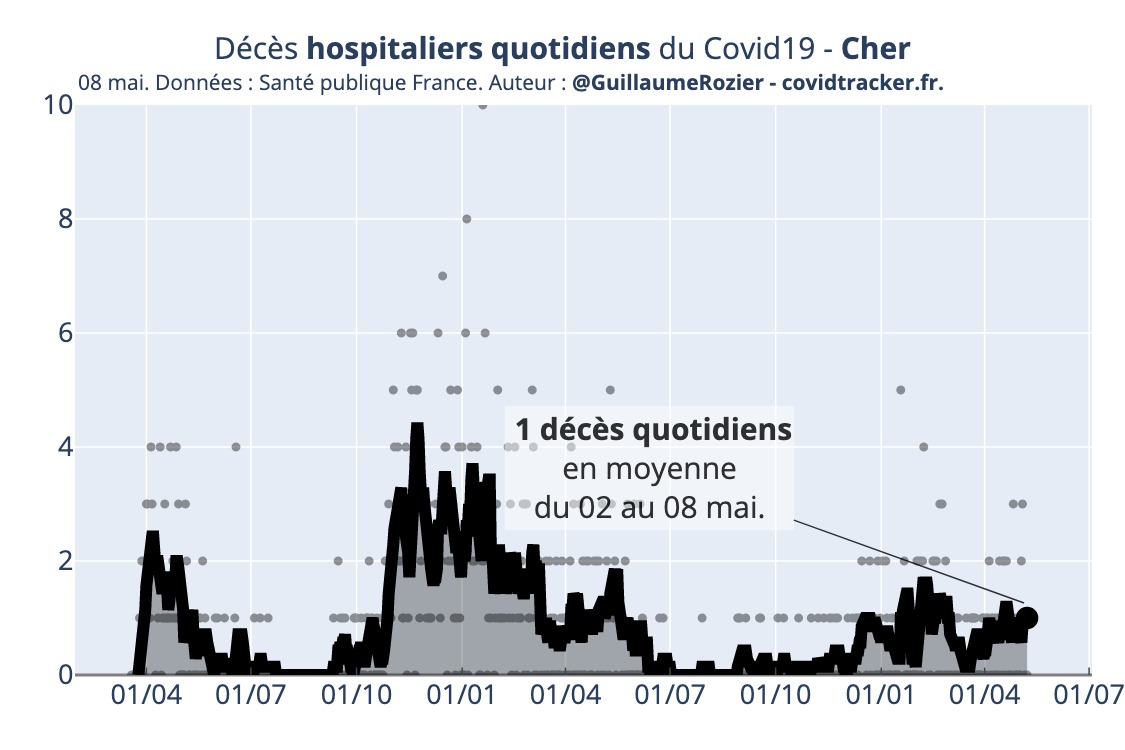 Décès hospitaliers quotidiens du Covid19 - Cher
08 mai. Données : Santé publique France. Auteur : @GuillaumeRozier - covidtracker.fr.
10
8
6
4
2
0
1 décès quotidiens
en moyenne
du 02 au 08 mai.
01/04 01/07 01/10 01/01 01/04 01/07 01/10 01/01 01/04 01/07